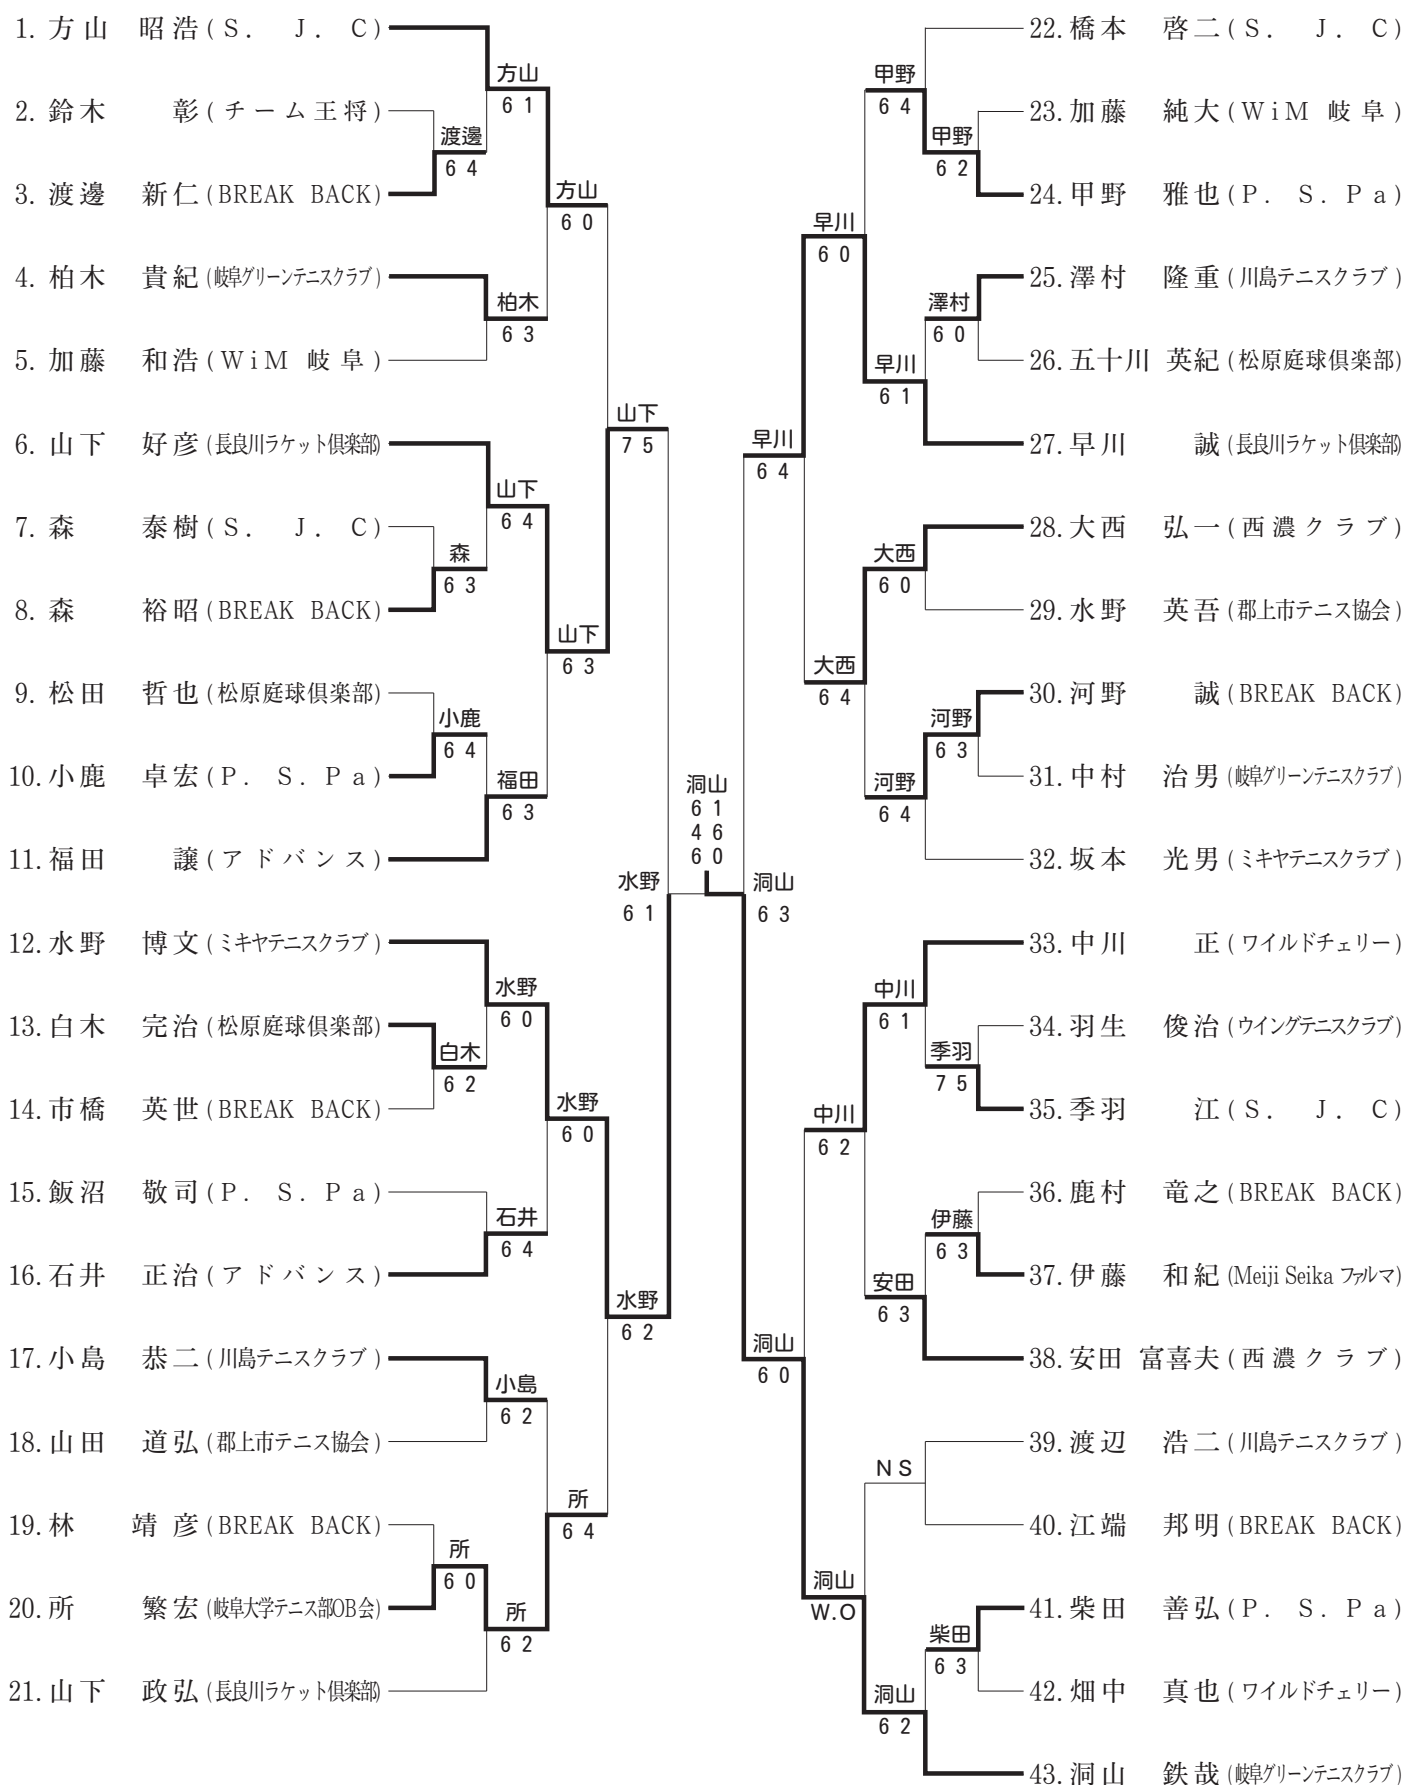 1. 方山 昭浩 (S. J. C)
2. 鈴木 彰 (チーム王将)
3. 渡邊 新仁 (BREAK BACK)
4. 柏木 貴紀 (岐阜グリーンテニスクラブ)
5. 加藤 和浩 (WiM 岐阜)
6. 山下 好彦 (長良川ラケット倶楽部)
7. 森 泰樹 (S. J. C)
8. 森 裕昭 (BREAK BACK)
9. 松田 哲也 (松原庭球倶楽部)
10. 小鹿 卓宏 (P. S. Pa)
11. 福田 譲 (アドバンス)
12. 水野 博文 (ミキヤテニスクラブ)
13. 白木 完治 (松原庭球倶楽部)
14. 市橋 英世 (BREAK BACK)
15. 飯沼 敬司 (P. S. Pa)
16. 石井 正治 (アドバンス)
17. 小島 恭二 (川島テニスクラブ)
18. 山田 道弘 (郡上市テニス協会)
19. 林 靖彦 (BREAK BACK)
20. 所 繁宏 (岐阜大学テニス部OB会)
21. 山下 政弘 (長良川ラケット倶楽部)
渡邊
6 4
森
6 3
小鹿
6 4
白木
6 2
所
6 0
方山
6 1
柏木
6 3
山下
6 4
福田
6 3
水野
6 0
石井
6 4
小島
6 2
所
6 2
方山
6 0
山下
6 3
水野
6 0
所
6 4
山下
7 5
水野
6 2
水野
6 1
洞山
6 1
4 6
6 0
洞山
6 3
早川
6 4
洞山
6 0
早川
6 0
大西
6 4
中川
6 2
洞山
W.O
甲野
6 4
早川
6 1
大西
6 0
河野
6 4
中川
6 1
安田
6 3
N S
洞山
6 2
甲野
6 2
澤村
6 0
河野
6 3
季羽
7 5
伊藤
6 3
柴田
6 3
22. 橋本 啓二 (S. J. C)
23. 加藤 純大 (WiM 岐阜)
24. 甲野 雅也 (P. S. Pa)
25. 澤村 隆重 (川島テニスクラブ)
26. 五十川 英紀 (松原庭球倶楽部)
27. 早川 誠 (長良川ラケット倶楽部)
28. 大西 弘一 (西濃クラブ)
29. 水野 英吾 (郡上市テニス協会)
30. 河野 誠 (BREAK BACK)
31. 中村 治男 (岐阜グリーンテニスクラブ)
32. 坂本 光男 (ミキヤテニスクラブ)
33. 中川 正 (ワイルドチェリー)
34. 羽生 俊治 (ウイングテニスクラブ)
35. 季羽 江 (S. J. C)
36. 鹿村 竜之 (BREAK BACK)
37. 伊藤 和紀 (Meiji Seika ファルマ)
38. 安田 富喜夫 (西濃クラブ)
39. 渡辺 浩二 (川島テニスクラブ)
40. 江端 邦明 (BREAK BACK)
41. 柴田 善弘 (P. S. Pa)
42. 畑中 真也 (ワイルドチェリー)
43. 洞山 鉄哉 (岐阜グリーンテニスクラブ)